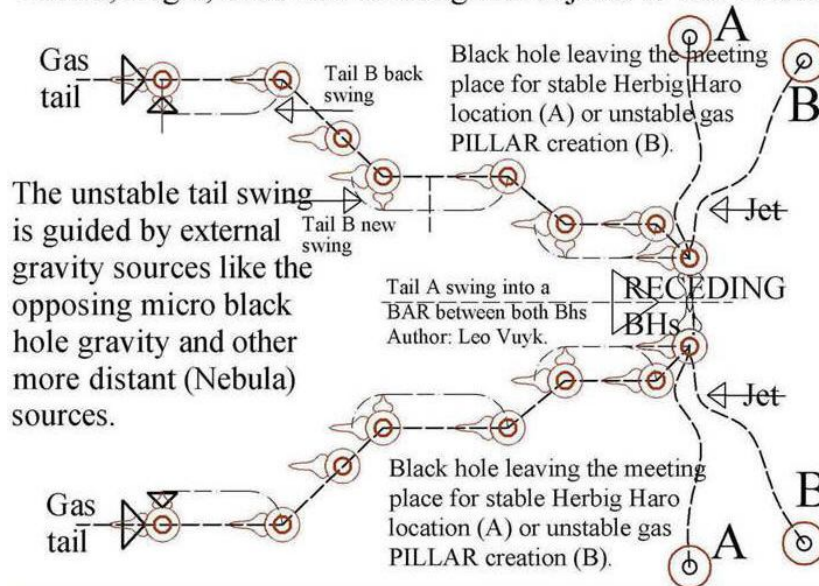 Gas
tail
Tail B back
swing
Black hole leaving the meeting
place for stable Herbig Haro
location (A) or unstable gas
PILLAR creation (B).
A
B
The unstable tail swing
is guided by external
gravity sources like the
opposing micro black
hole gravity and other
more distant (Nebula)
sources.
Tail B new
swing
Jet
Tail A swing into a
BAR between both Bhs
Author: Leo Vuyk.
RECEDING
BHs
Jet
Gas
tail
Black hole leaving the meeting
place for stable Herbig Haro
location (A) or unstable gas
PILLAR creation (B).
A
B